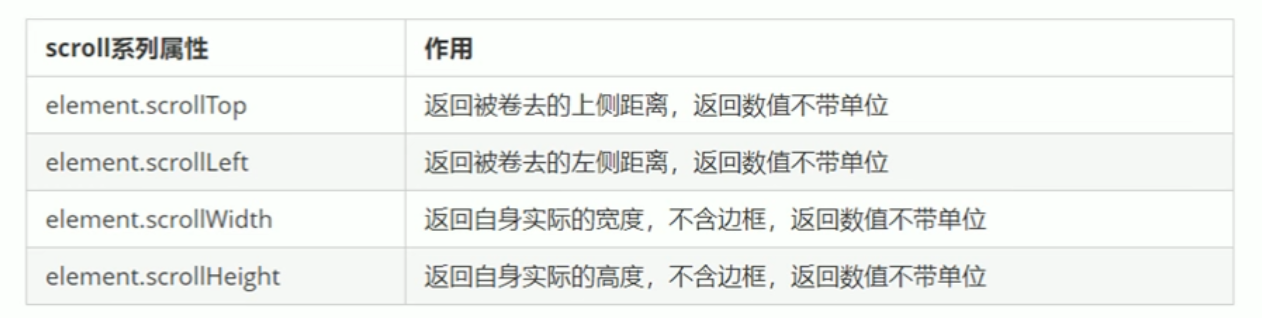 scroll系列属性 作用
element.scrollTop 返回被卷去的上侧距离，返回数值不带单位
element.scrollLeft 返回被卷去的左侧距离，返回数值不带单位
element.scrollWidth 返回自身实际的宽度，不含边框，返回数值不带单位
element.scrollHeight 返回自身实际的高度，不含边框，返回数值不带单位